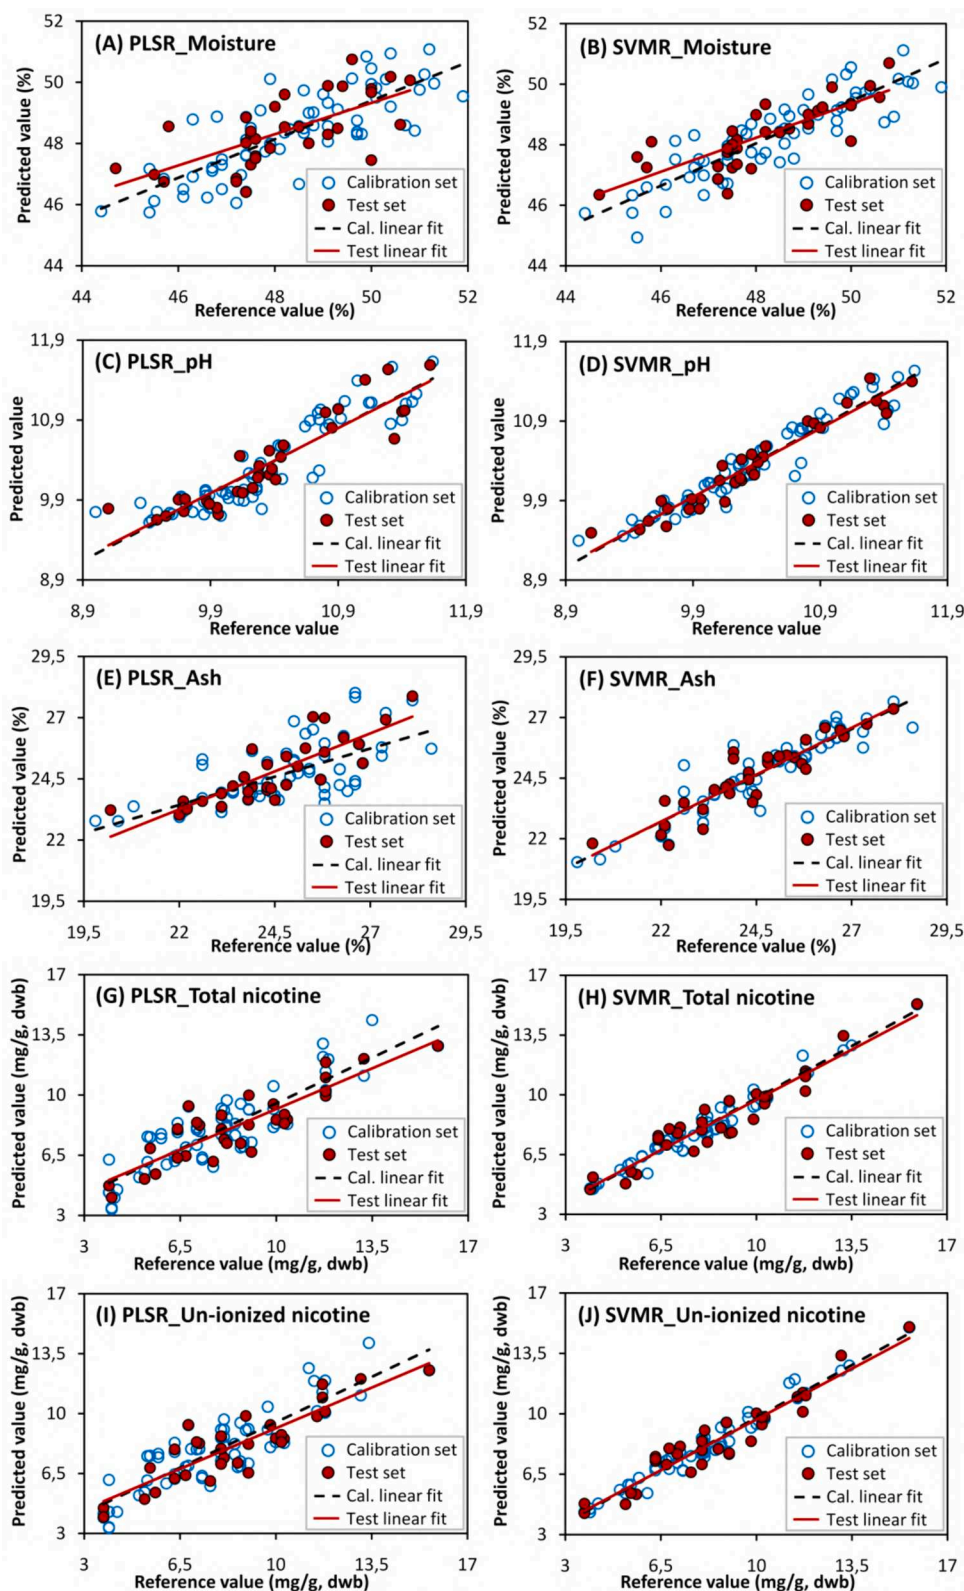 (A) PLSR_Moisture
Predicted value (%)
52
50
48
46
44
Calibration set
Test set
Cal. linear fit
Test linear fit
44 46 48 50 52
Reference value (%)
(B) SVMR_Moisture
Predicted value (%)
52
50
48
46
44
Calibration set
Test set
Cal. linear fit
Test linear fit
44 46 48 50 52
Reference value (%)
(C) PLSR_pH
Predicted value
11,9
10,9
9,9
8,9
Calibration set
Test set
Cal. linear fit
Test linear fit
8,9 9,9 10,9 11,9
Reference value
(D) SVMR_pH
Predicted value
11,9
10,9
9,9
8,9
Calibration set
Test set
Cal. linear fit
Test linear fit
8,9 9,9 10,9 11,9
Reference value
(E) PLSR_Ash
Predicted value (%)
29,5
27
24,5
22
19,5
Calibration set
Test set
Cal. linear fit
Test linear fit
19,5 22 24,5 27 29,5
Reference value (%)
(F) SVMR_Ash
Predicted value (%)
29,5
27
24,5
22
19,5
Calibration set
Test set
Cal. linear fit
Test linear fit
19,5 22 24,5 27 29,5
Reference value (%)
(G) PLSR_Total nicotine
Predicted value (mg/g, dwb)
17
13,5
10
6,5
3
Calibration set
Test set
Cal. linear fit
Test linear fit
3 6,5 10 13,5 17
Reference value (mg/g, dwb)
(H) SVMR_Total nicotine
Predicted value (mg/g, dwb)
17
13,5
10
6,5
3
Calibration set
Test set
Cal. linear fit
Test linear fit
3 6,5 10 13,5 17
Reference value (mg/g, dwb)
(I) PLSR_Un-ionized nicotine
Predicted value (mg/g, dwb)
17
13,5
10
6,5
3
Calibration set
Test set
Cal. linear fit
Test linear fit
3 6,5 10 13,5 17
Reference value (mg/g, dwb)
(J) SVMR_Un-ionized nicotine
Predicted value (mg/g, dwb)
17
13,5
10
6,5
3
Calibration set
Test set
Cal. linear fit
Test linear fit
3 6,5 10 13,5 17
Reference value (mg/g, dwb)